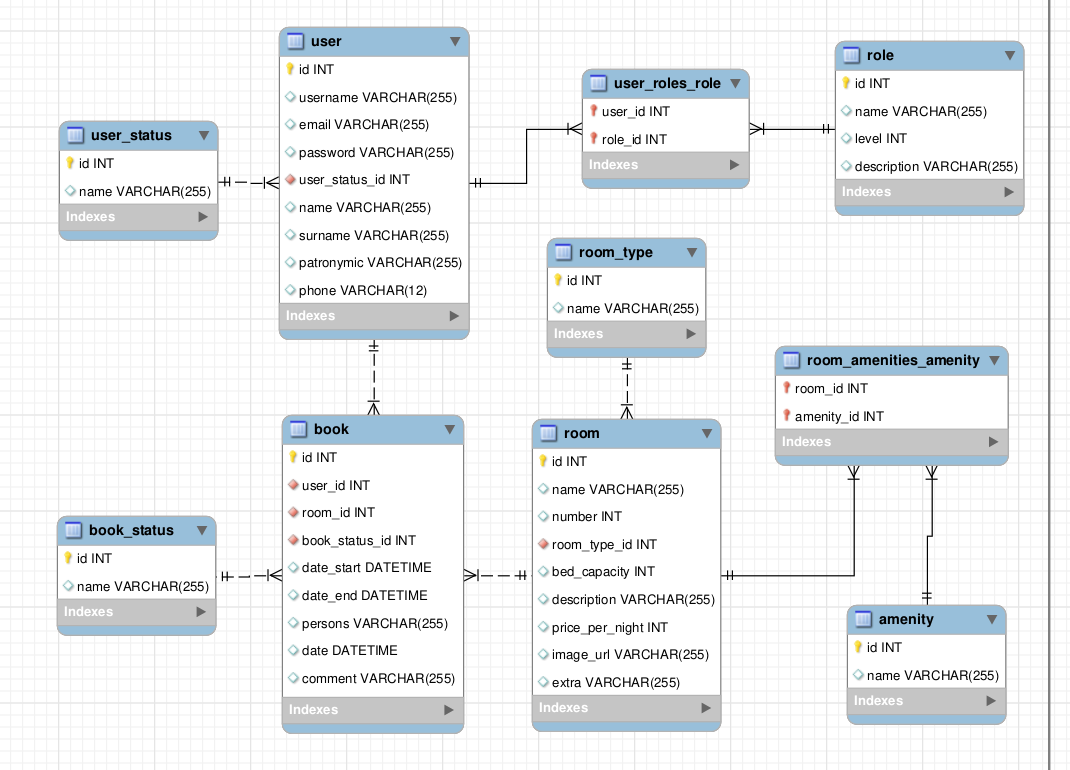 user
id INT
username VARCHAR(255)
email VARCHAR(255)
password VARCHAR(255)
user_status_id INT
name VARCHAR(255)
surname VARCHAR(255)
patronymic VARCHAR(255)
phone VARCHAR(12)
Indexes
user_status
id INT
name VARCHAR(255)
Indexes
user_roles_role
user_id INT
role_id INT
Indexes
role
id INT
name VARCHAR(255)
level INT
description VARCHAR(255)
Indexes
room_type
id INT
name VARCHAR(255)
Indexes
room_amenities_amenity
room_id INT
amenity_id INT
Indexes
book
id INT
user_id INT
room_id INT
book_status_id INT
date_start DATETIME
date_end DATETIME
persons VARCHAR(255)
date DATETIME
comment VARCHAR(255)
Indexes
room
id INT
name VARCHAR(255)
number INT
room_type_id INT
bed_capacity INT
description VARCHAR(255)
price_per_night INT
image_url VARCHAR(255)
extra VARCHAR(255)
Indexes
book_status
id INT
name VARCHAR(255)
Indexes
amenity
id INT
name VARCHAR(255)
Indexes